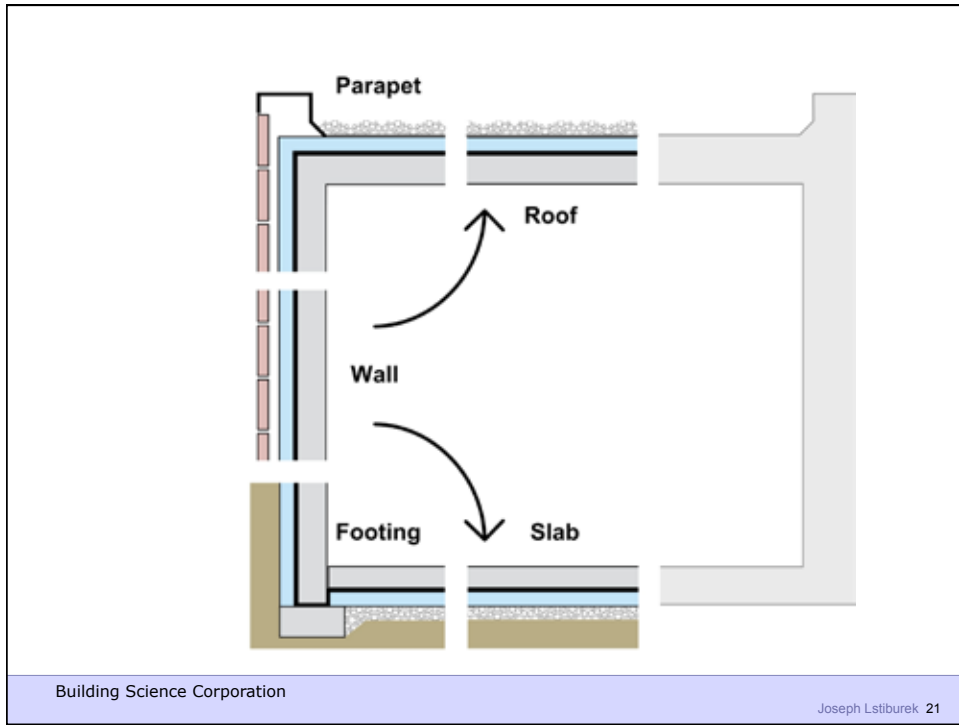 Parapet
Roof
Wall
Footing
Slab
Building Science Corporation
Joseph Lstiburek 21